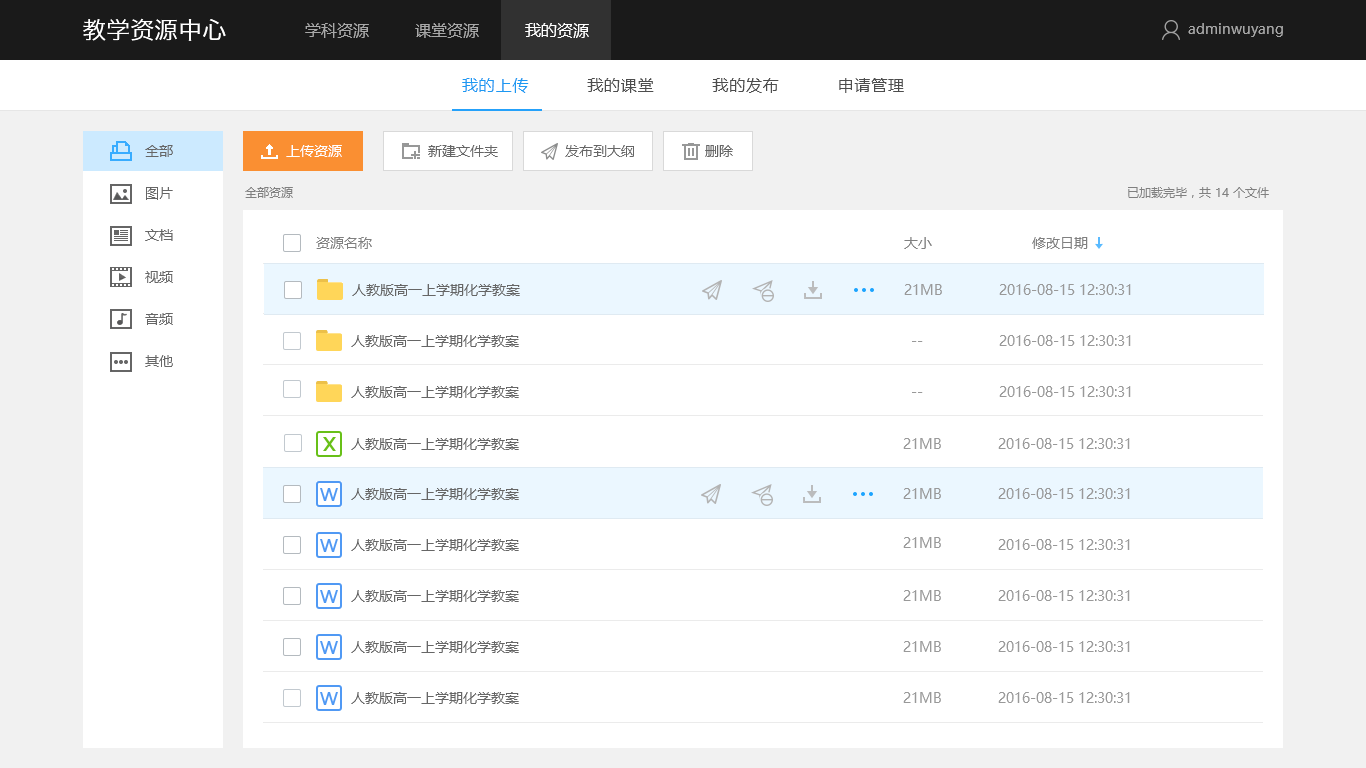 教学资源中心 学科资源 课堂资源 我的资源 adminwuyang
我的上传 我的课堂 我的发布 申请管理
全部 上传资源 新建文件夹 发布到大纲 删除
图片 全部资源 已加载完毕，共 14 个文件
文档 资源名称 大小 修改日期
视频
音频
其他
人教版高一上学期化学教案 21MB 2016-08-15 12:30:31
人教版高一上学期化学教案 -- 2016-08-15 12:30:31
人教版高一上学期化学教案 -- 2016-08-15 12:30:31
X 人教版高一上学期化学教案 21MB 2016-08-15 12:30:31
W 人教版高一上学期化学教案 21MB 2016-08-15 12:30:31
W 人教版高一上学期化学教案 21MB 2016-08-15 12:30:31
W 人教版高一上学期化学教案 21MB 2016-08-15 12:30:31
W 人教版高一上学期化学教案 21MB 2016-08-15 12:30:31
W 人教版高一上学期化学教案 21MB 2016-08-15 12:30:31